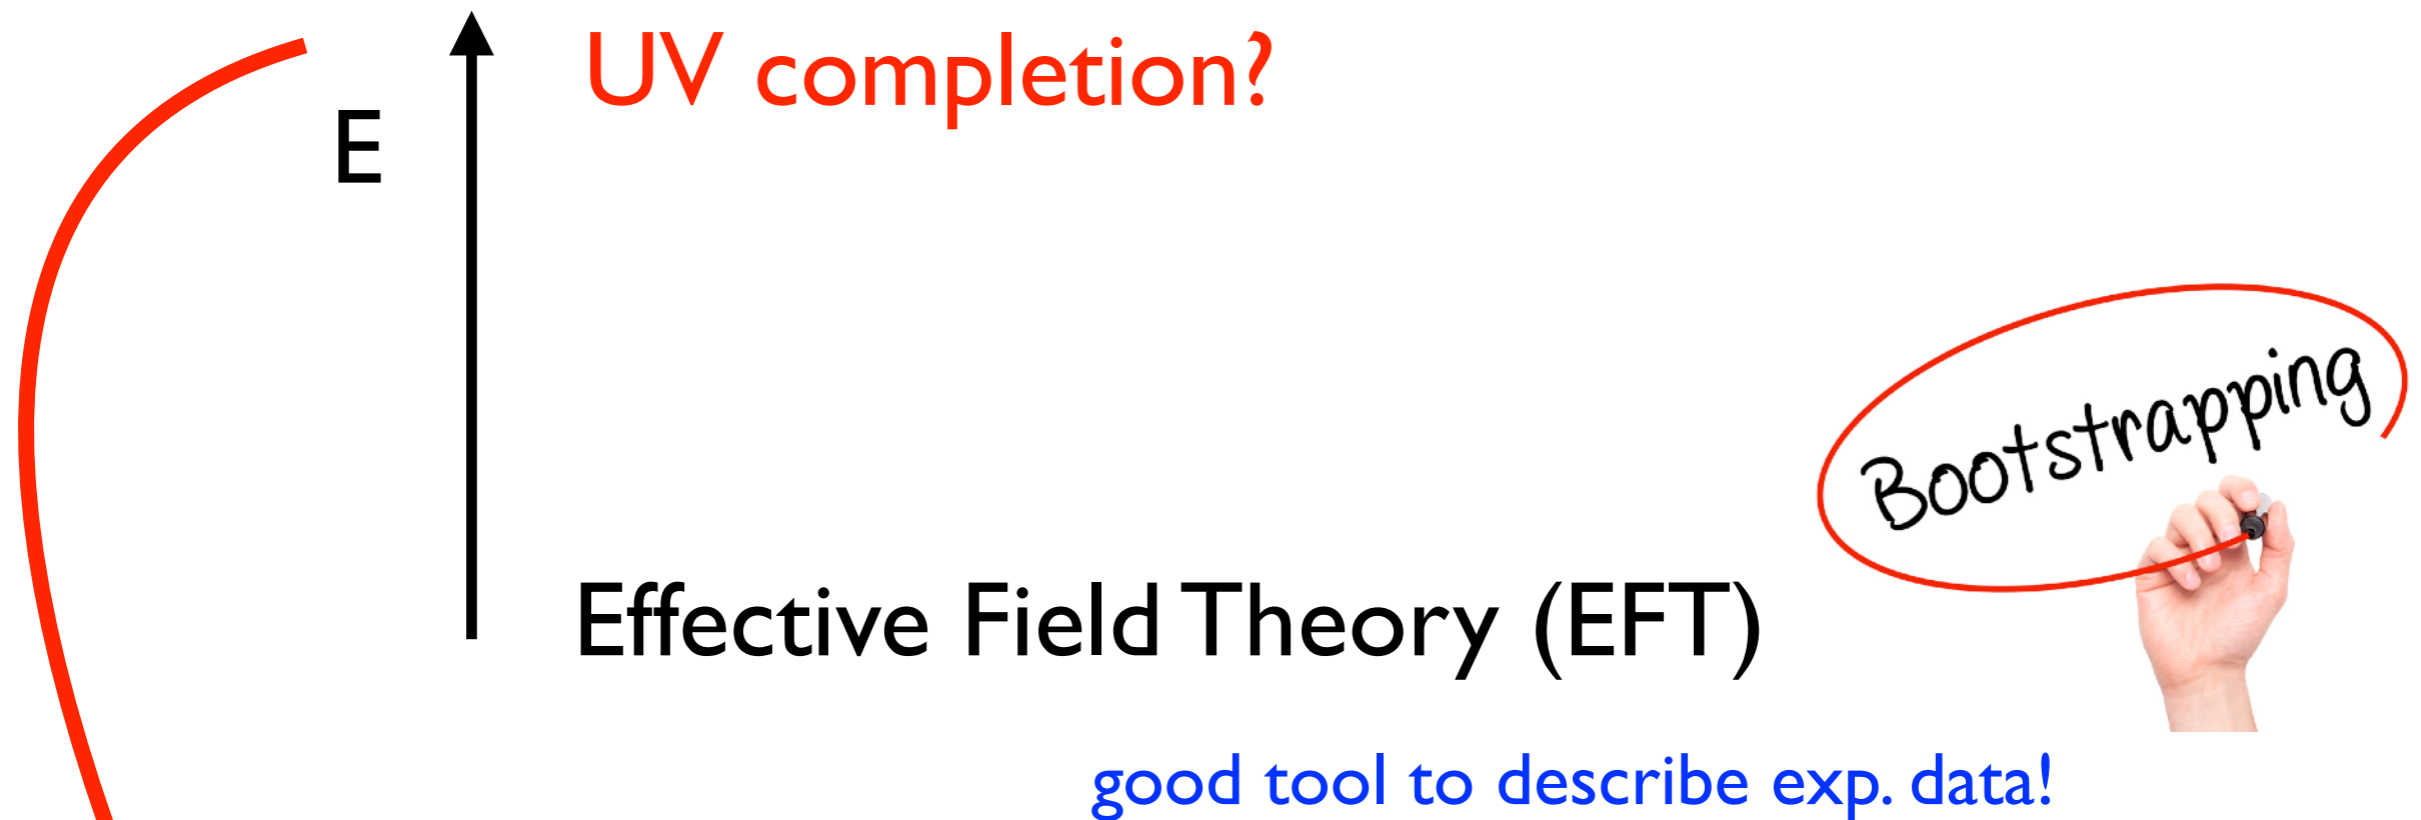 UV completion?
E
Bootstrapping
Effective Field Theory (EFT)
good tool to describe exp. data!